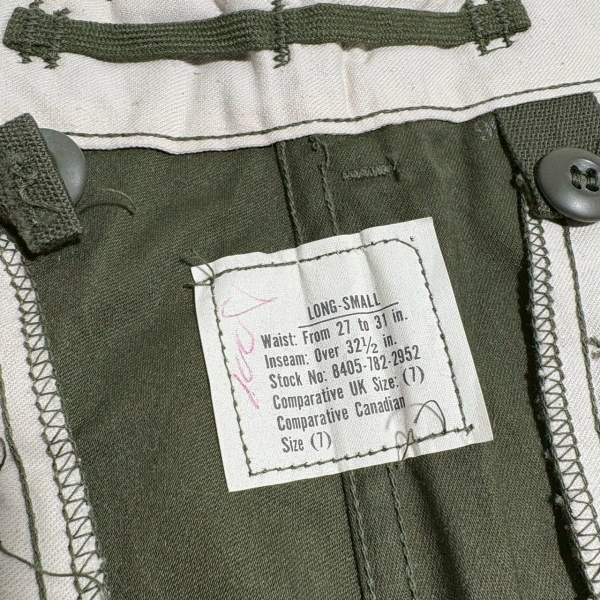 LONG-SMALL
Waist: From 27 to 31 in.
Inseam: Over 32½ in.
Stock No: 8405-782-2952
Comparative UK Size: (7)
Comparative Canadian
Size (7)